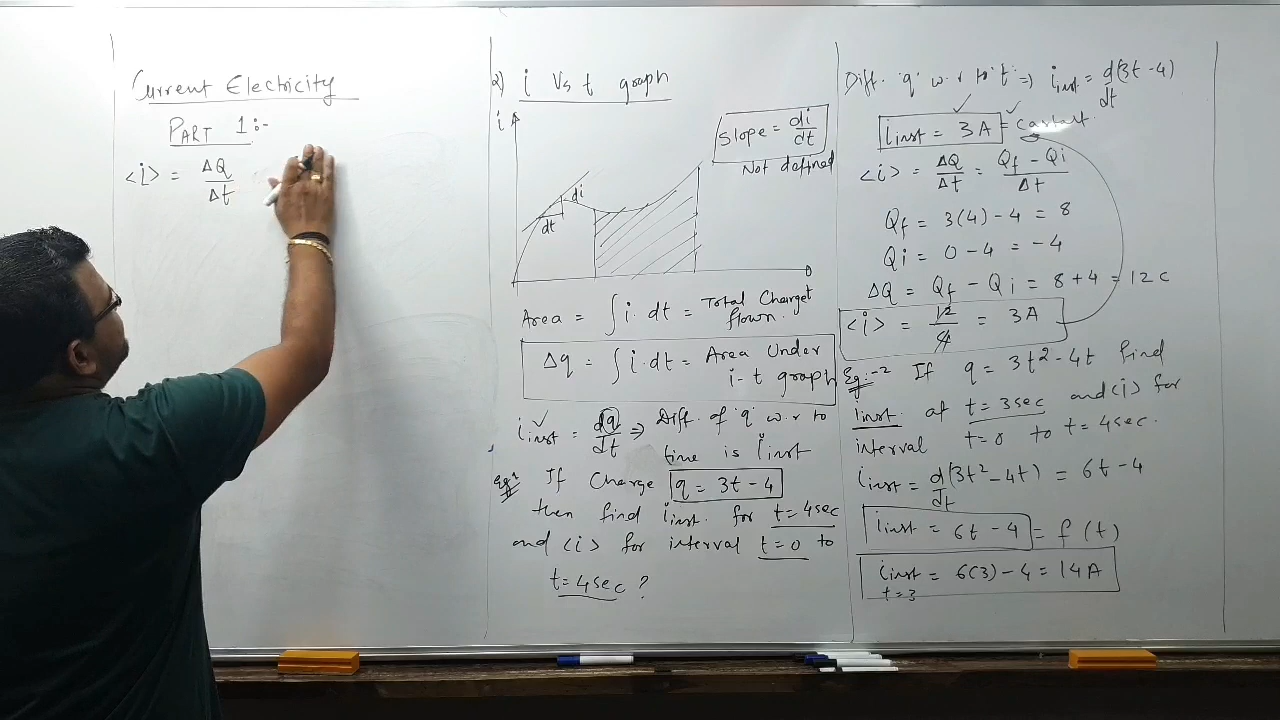 Current Electricity
PART 1:-
<i> = ΔQ/Δt
2) i Vs t graph
i
Slope = di/dt
Not defined
di
dt
Area = ∫ i. dt = Total Charget
flown.
Δq = ∫ i. dt = Area Under
i-t graph
iinst = dq/dt ⇒ Diff. of 'q' w.r to
time is iinst
If Charge q = 3t - 4
then find iinst. for t = 4sec
and <i> for interval t = 0 to
t = 4sec ?
Diff. 'q' w.r to 't' ⇒ iinst = d(3t - 4)/dt
iinst = 3A = Constant.
<i> = ΔQ/Δt = Qf - Qi/Δt
Qf = 3(4) - 4 = 8
Qi = 0 - 4 = -4
ΔQ = Qf - Qi = 8 + 4 = 12 C
<i> = 12/4 = 3A
Eg:-2 If q = 3t² - 4t find
iinst. at t = 3sec and <i> for
interval t = 0 to t = 4sec.
iinst = d(3t² - 4t)/dt = 6t - 4
iinst = 6t - 4 = f(t)
iinst = 6(3) - 4 = 14A
t = 3